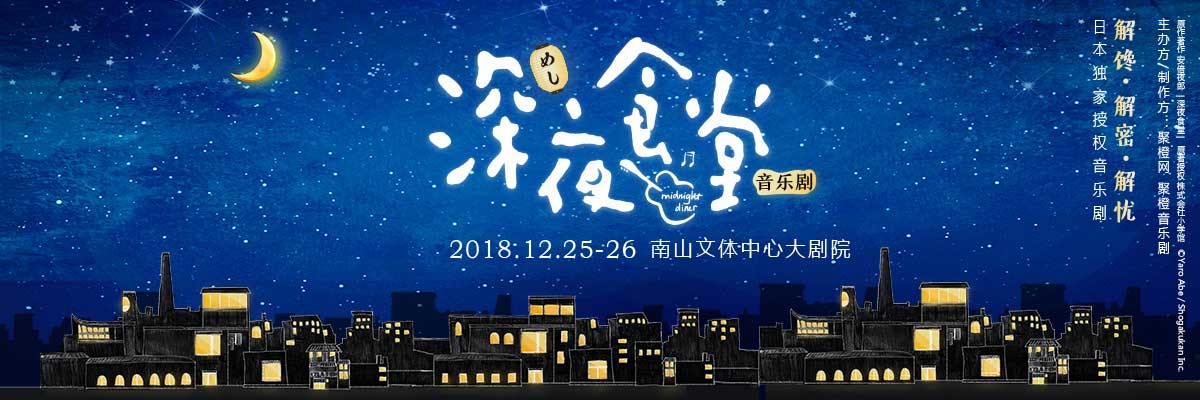 めし
深夜食堂
音乐剧
midnight
diner
2018.12.25-26 南山文体中心大剧院
解馋·解密·解忧
日本独家授权音乐剧
原作著作 安倍夜郎「深夜食堂」 原著授权 株式会社小学馆 ©Yaro Abe / Shogakukan Inc.
主办方/制作方：聚橙网 聚橙音乐剧